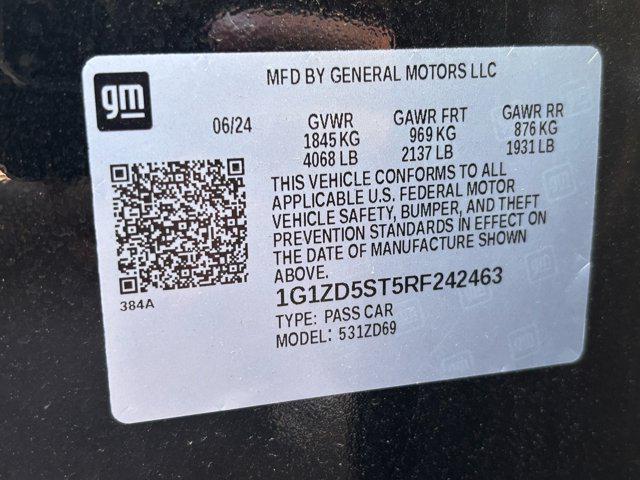 gm
MFD BY GENERAL MOTORS LLC
06/24 GVWR GAWR FRT GAWR RR
1845 KG 969 KG 876 KG
4068 LB 2137 LB 1931 LB
THIS VEHICLE CONFORMS TO ALL
APPLICABLE U.S. FEDERAL MOTOR
VEHICLE SAFETY, BUMPER, AND THEFT
PREVENTION STANDARDS IN EFFECT ON
THE DATE OF MANUFACTURE SHOWN
ABOVE.
1G1ZD5ST5RF242463
384A
TYPE: PASS CAR
MODEL: 531ZD69